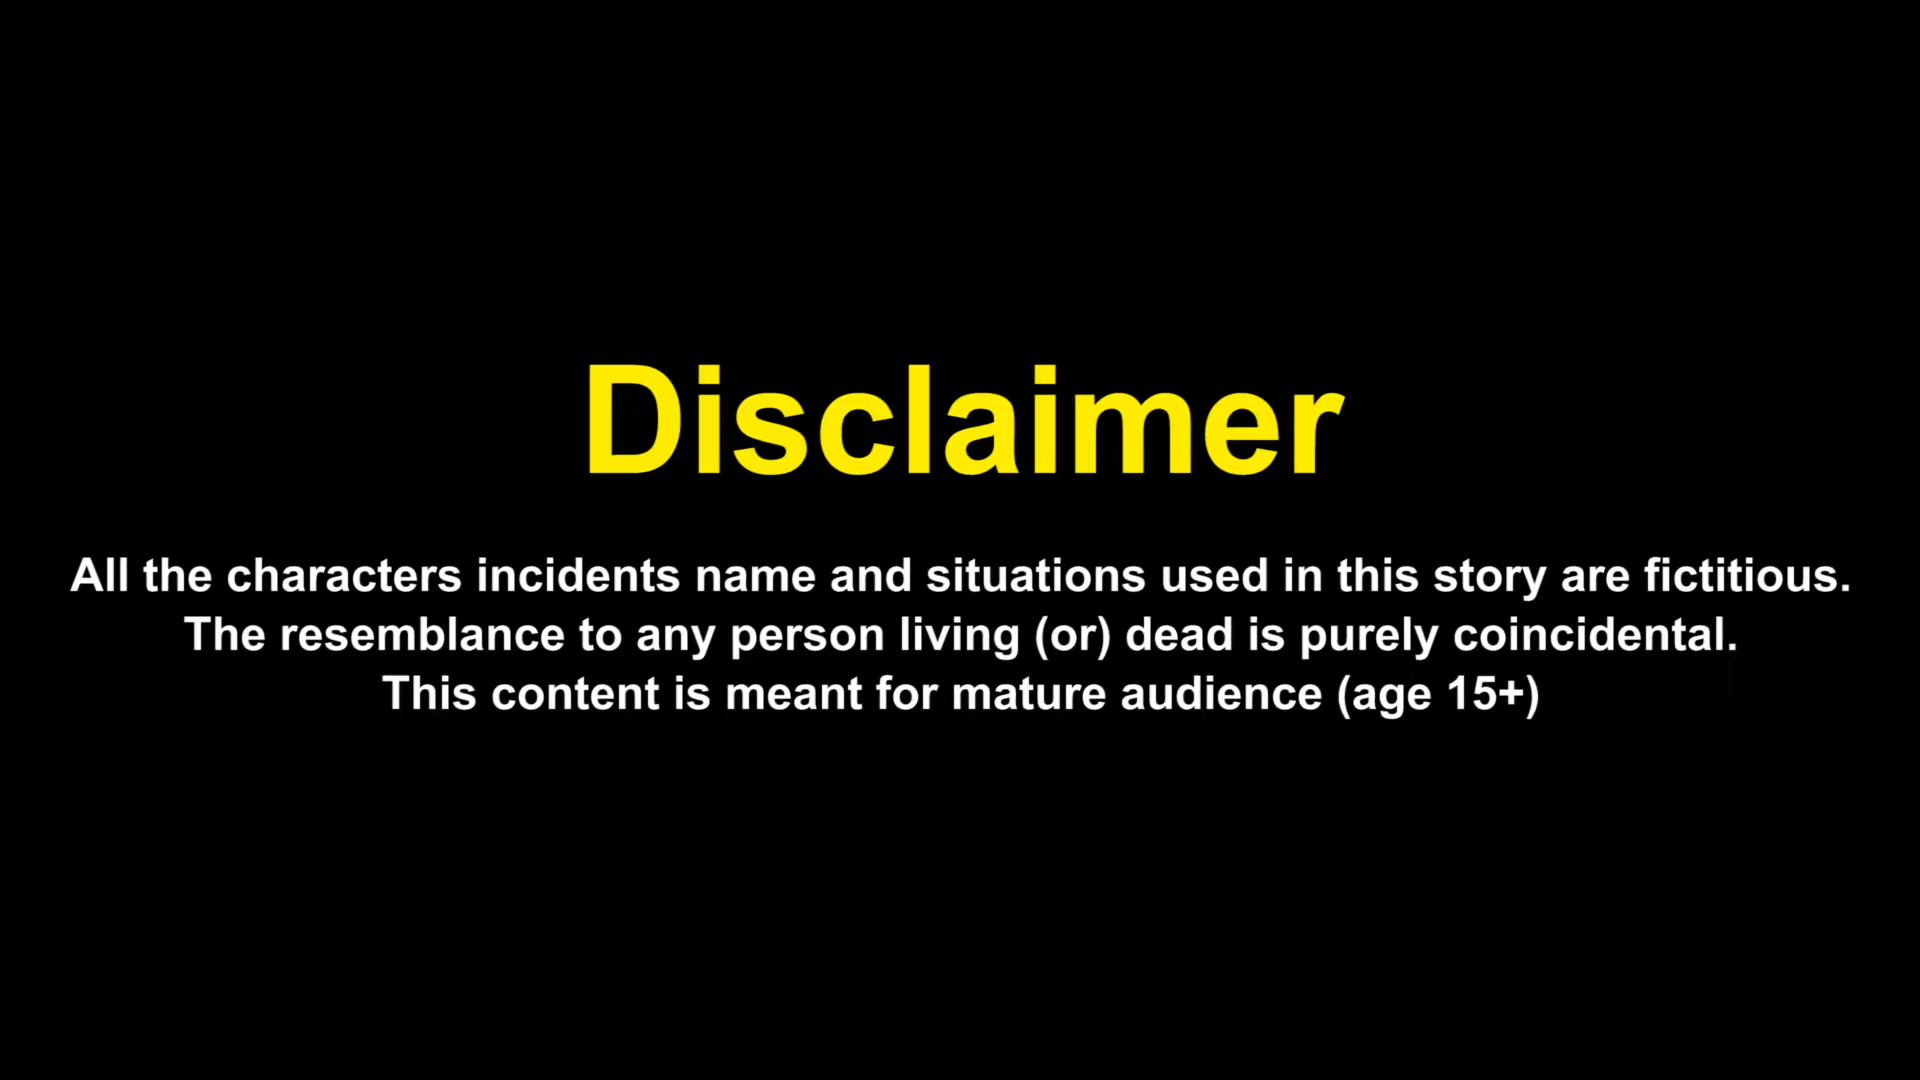 Disclaimer
All the characters incidents name and situations used in this story are fictitious.
The resemblance to any person living (or) dead is purely coincidental.
This content is meant for mature audience (age 15+)